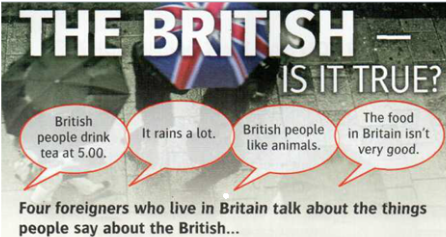 THE BRITISH –
IS IT TRUE?
British
people drink
tea at 5.00.
It rains a lot.
British people
like animals.
The food
in Britain isn't
very good.
Four foreigners who live in Britain talk about the things
people say about the British...